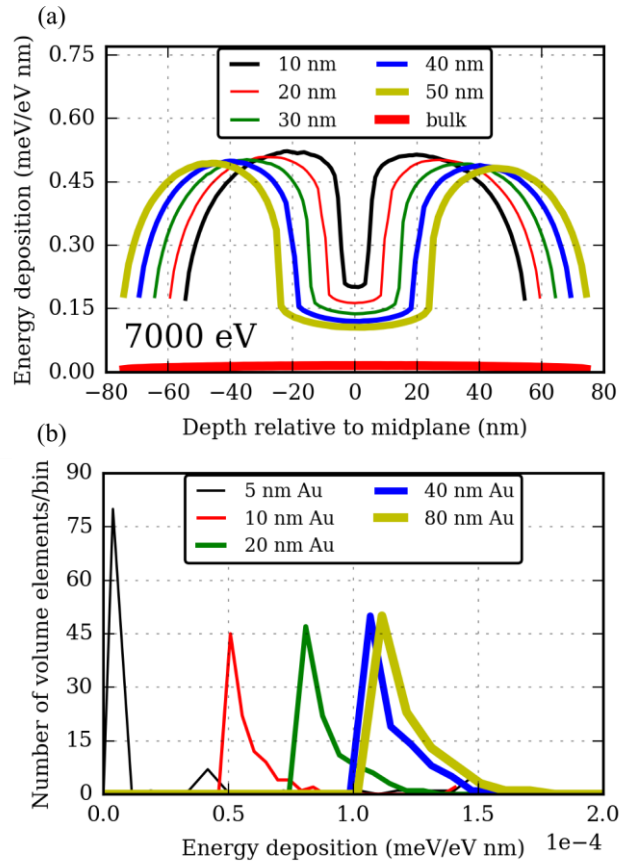 (a)
Energy deposition (meV/eV nm)
0.75
0.60
0.45
0.30
0.15
0.00
10 nm
40 nm
20 nm
50 nm
30 nm
bulk
7000 eV
−80 −60 −40 −20 0 20 40 60 80
Depth relative to midplane (nm)
(b)
Number of volume elements/bin
90
75
60
45
30
15
0
5 nm Au
40 nm Au
10 nm Au
80 nm Au
20 nm Au
0.0 0.5 1.0 1.5 2.0
Energy deposition (meV/eV nm)
1e−4